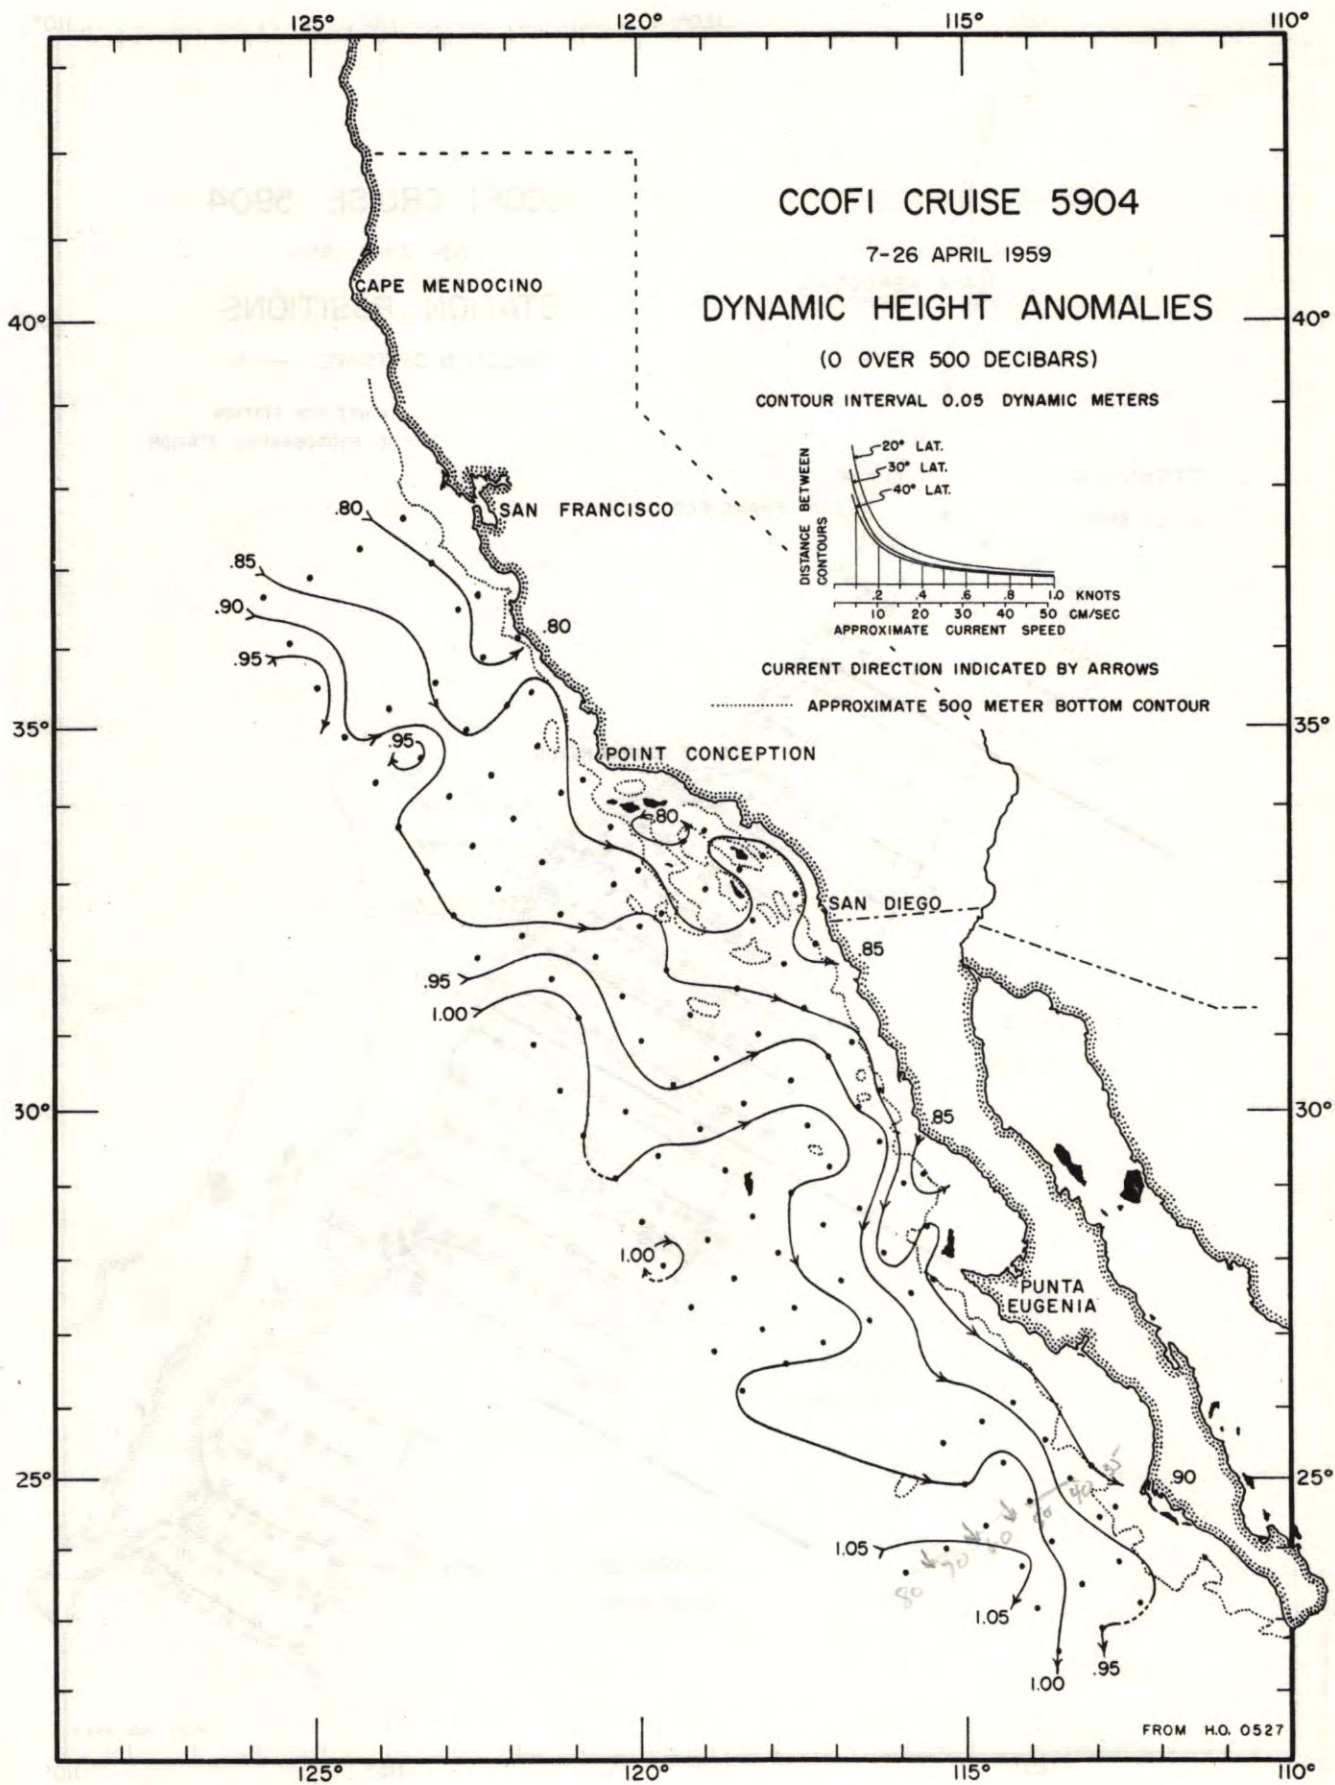 125° 120° 115° 110°
CCOFI CRUISE 5904
7-26 APRIL 1959
DYNAMIC HEIGHT ANOMALIES
(0 OVER 500 DECIBARS)
CONTOUR INTERVAL 0.05 DYNAMIC METERS
CAPE MENDOCINO
40° 40°
DISTANCE BETWEEN
CONTOURS
20° LAT.
30° LAT.
40° LAT.
.2 .4 .6 .8 1.0 KNOTS
10 20 30 40 50 CM/SEC
APPROXIMATE CURRENT SPEED
CURRENT DIRECTION INDICATED BY ARROWS
APPROXIMATE 500 METER BOTTOM CONTOUR
SAN FRANCISCO
.80
.85
.90
.80
.95
35° 35°
.95
POINT CONCEPTION
.80
SAN DIEGO
.85
.95
1.00
30° 30°
.85
1.00
PUNTA
EUGENIA
25° 25°
.90
40
60
90
80
1.05
1.05
1.00 .95
FROM H.O. 0527
125° 120° 115° 110°